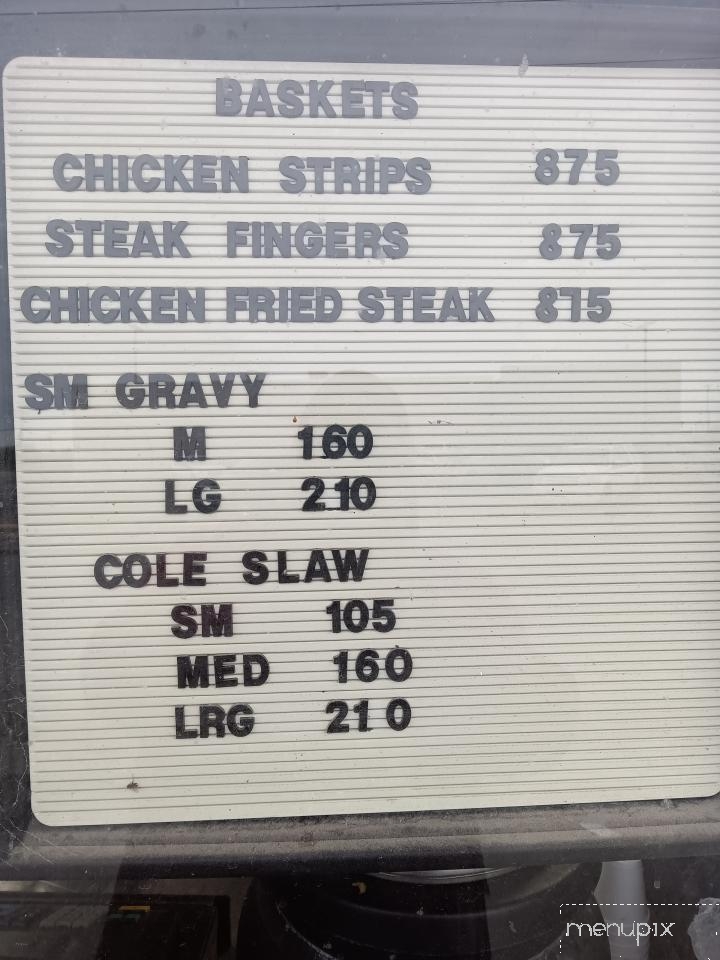 BASKETS
CHICKEN STRIPS 875
STEAK FINGERS 875
CHICKEN FRIED STEAK 875
SM GRAVY
M 160
LG 210
COLE SLAW
SM 105
MED 160
LRG 210
menupix